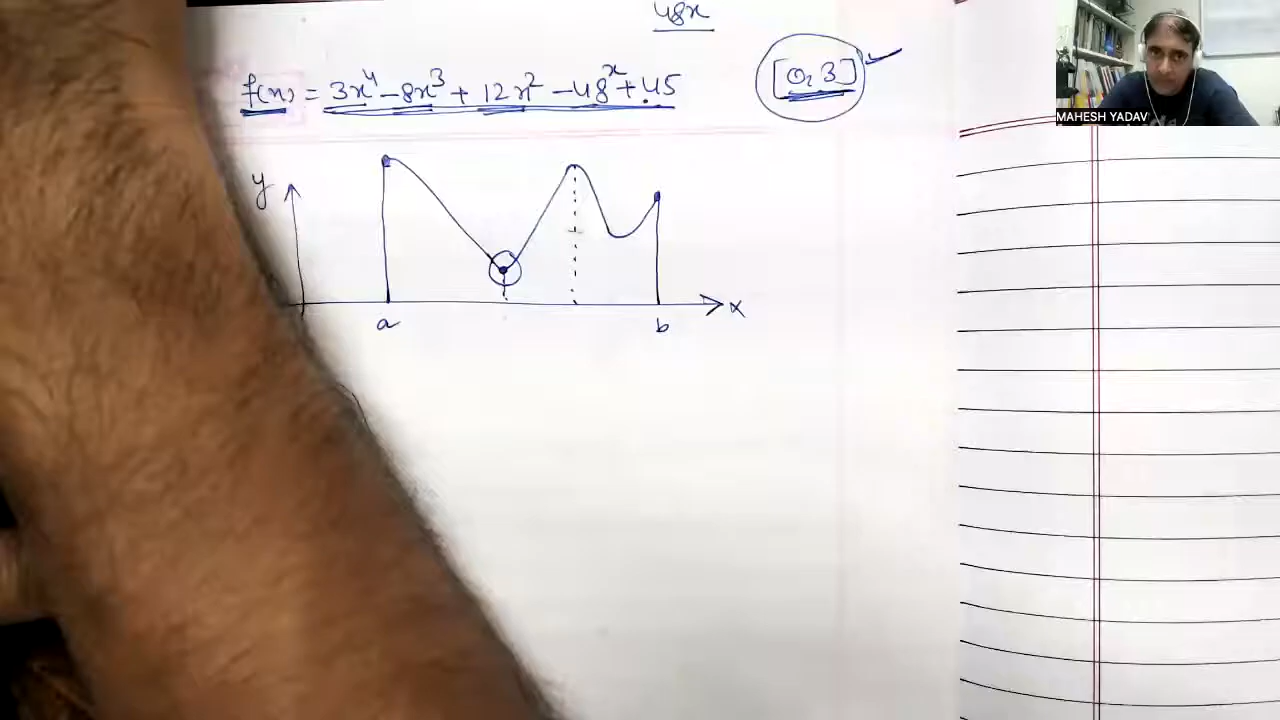 48x
f(x) = 3x⁴ - 8x³ + 12x² - 48x + 45 [0, 3]
MAHESH YADAV
y
x
a b